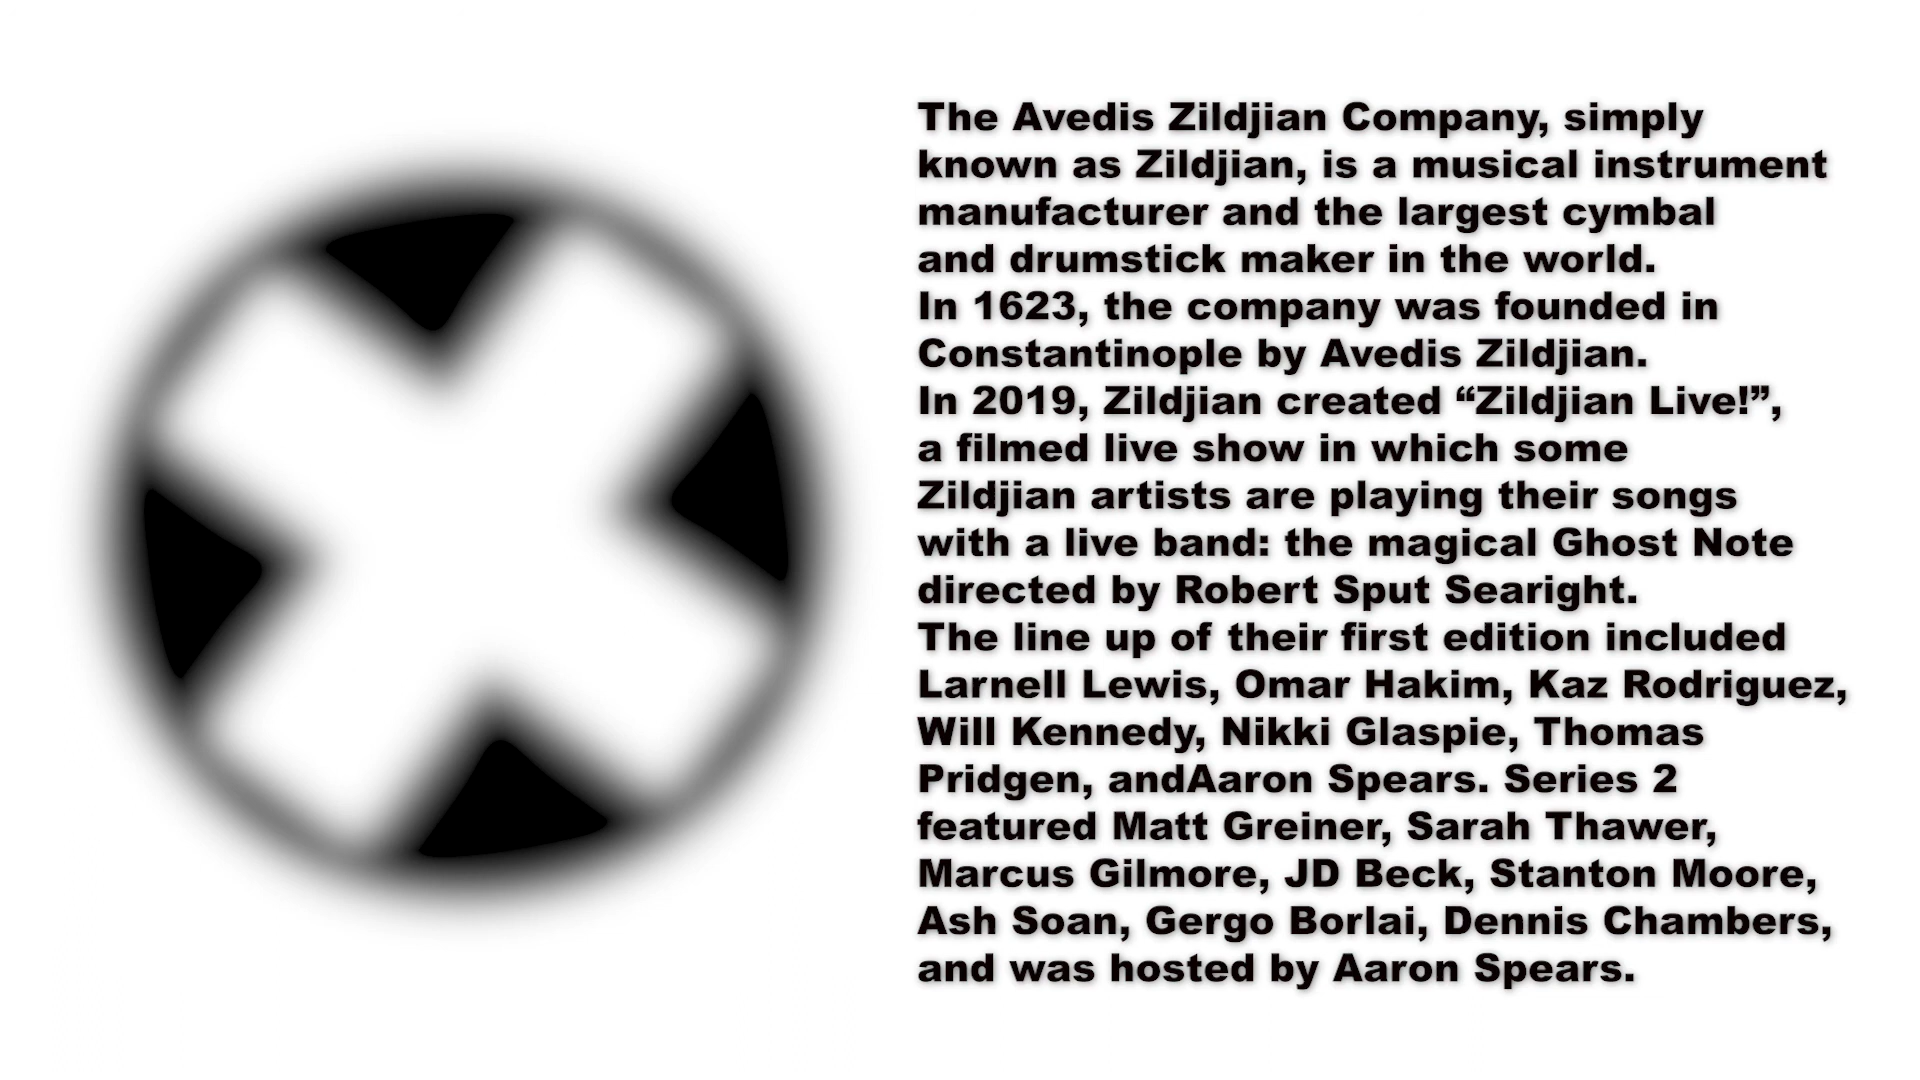 The Avedis Zildjian Company, simply
known as Zildjian, is a musical instrument
manufacturer and the largest cymbal
and drumstick maker in the world.
In 1623, the company was founded in
Constantinople by Avedis Zildjian.
In 2019, Zildjian created “Zildjian Live!”,
a filmed live show in which some
Zildjian artists are playing their songs
with a live band: the magical Ghost Note
directed by Robert Sput Searight.
The line up of their first edition included
Larnell Lewis, Omar Hakim, Kaz Rodriguez,
Will Kennedy, Nikki Glaspie, Thomas
Pridgen, andAaron Spears. Series 2
featured Matt Greiner, Sarah Thawer,
Marcus Gilmore, JD Beck, Stanton Moore,
Ash Soan, Gergo Borlai, Dennis Chambers,
and was hosted by Aaron Spears.